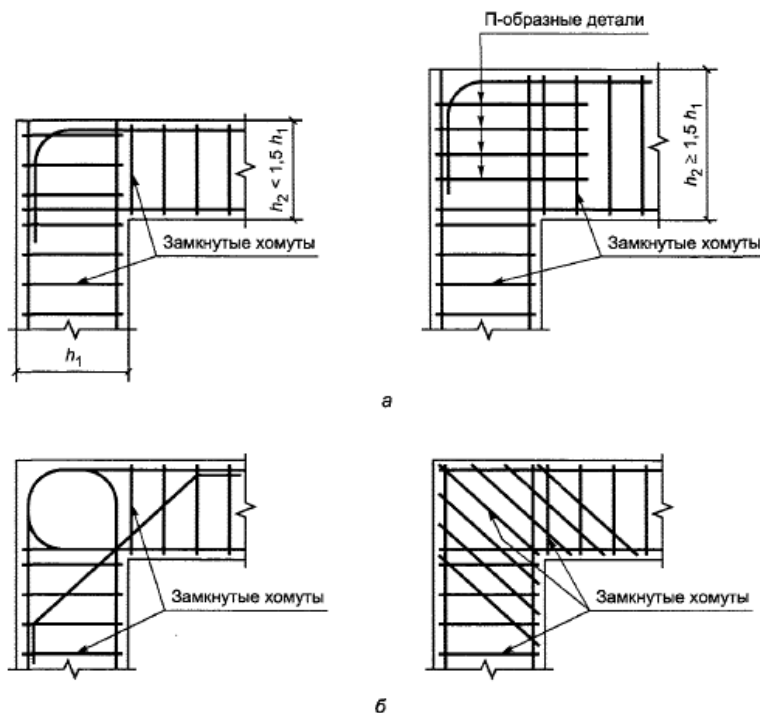 П-образные детали
h₂ < 1,5 h₁
Замкнутые хомуты
h₁
h₂ ≥ 1,5 h₁
Замкнутые хомуты
а
Замкнутые хомуты
Замкнутые хомуты
б